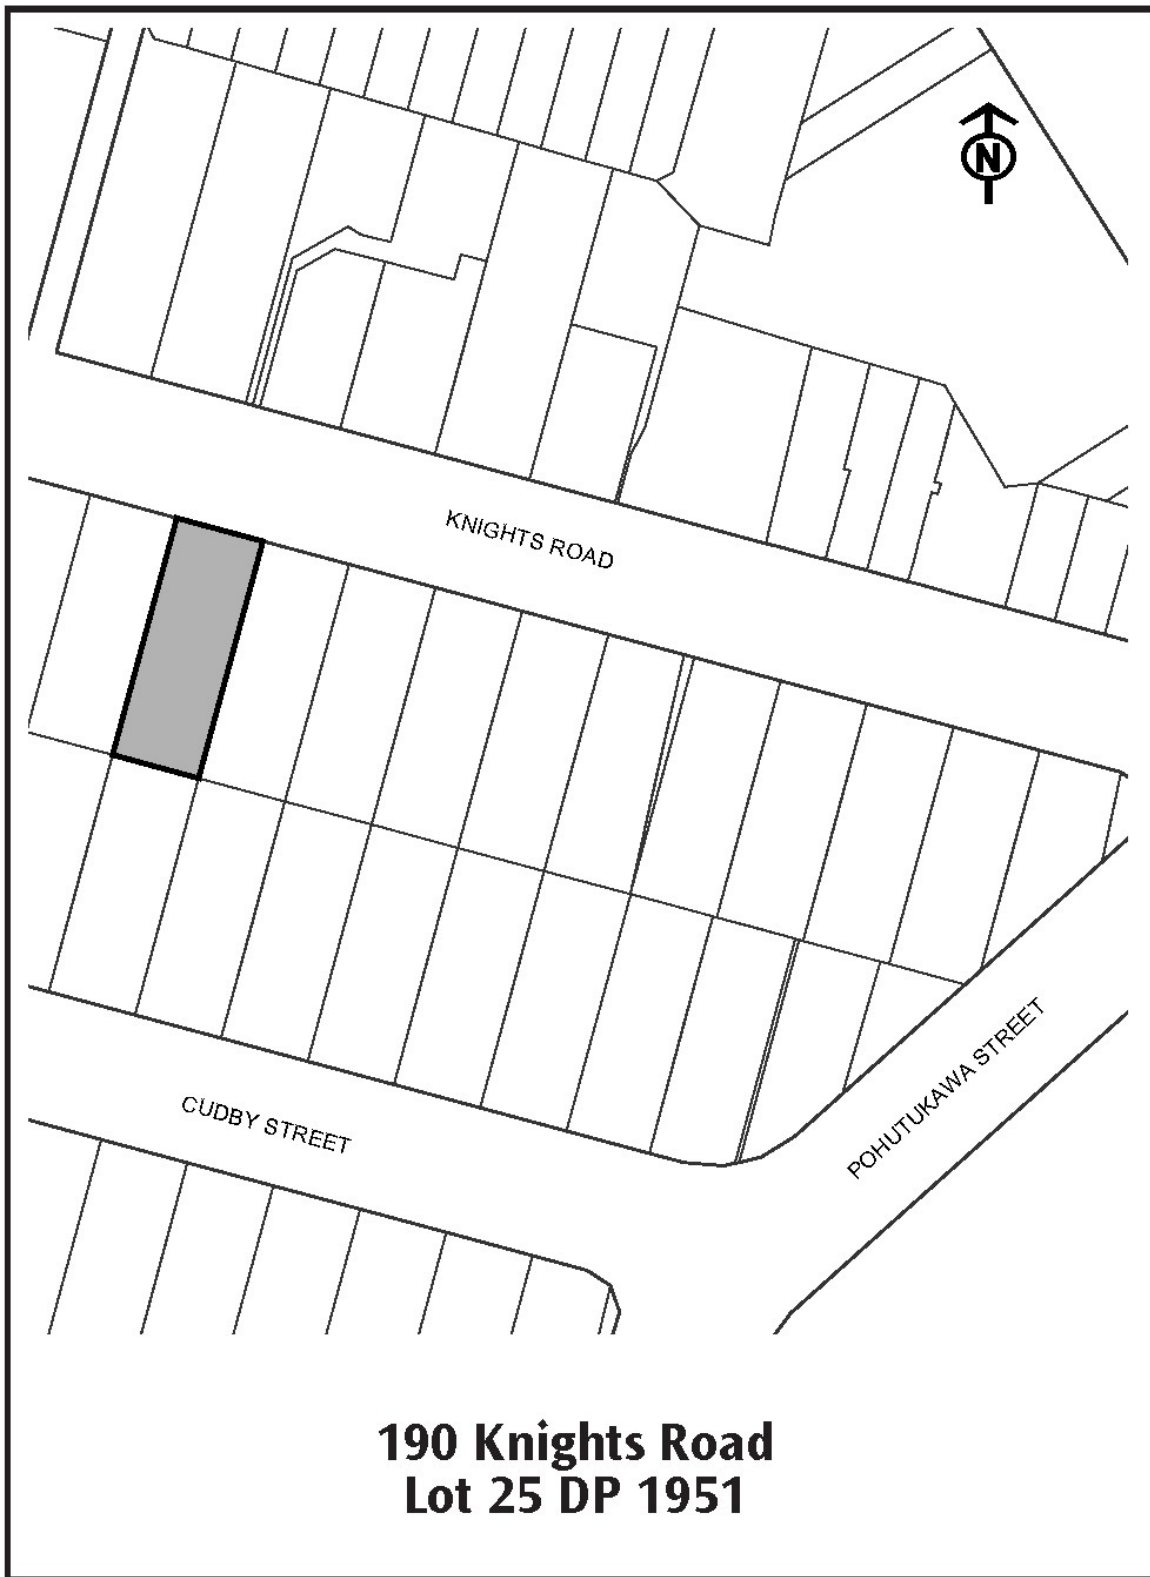 N
KNIGHTS ROAD
POHUTUKAWA STREET
CUDBY STREET
190 Knights Road
Lot 25 DP 1951